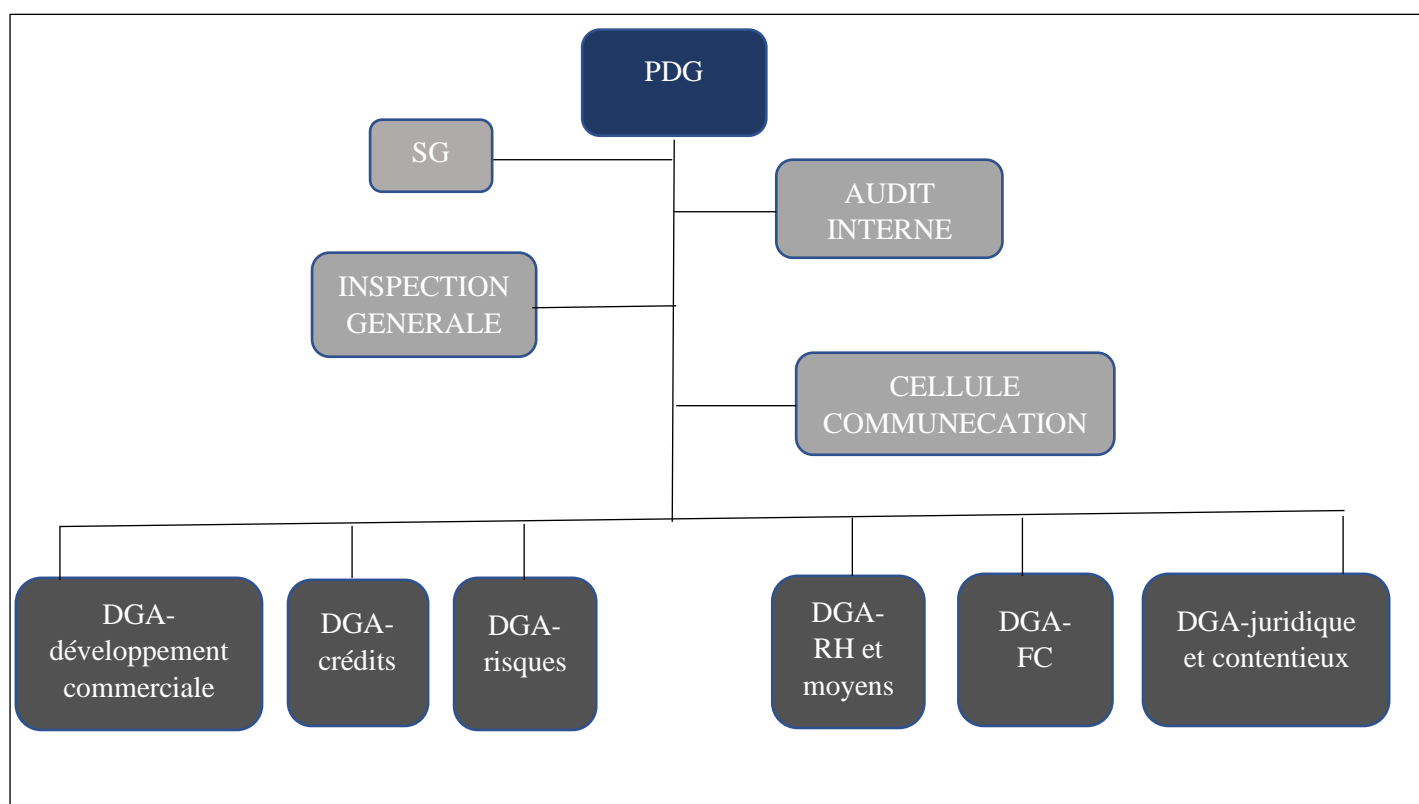 PDG
SG
AUDIT
INTERNE
INSPECTION
GENERALE
CELLULE
COMMUNECATION
DGA-
développement
commerciale
DGA-
crédits
DGA-
risques
DGA-
RH et
moyens
DGA-
FC
DGA-juridique
et contentieux